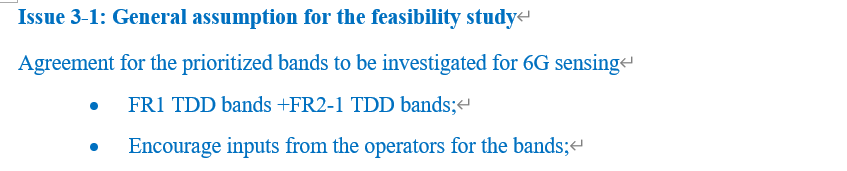 Issue 3-1: General assumption for the feasibility study↵
Agreement for the prioritized bands to be investigated for 6G sensing↵
• FR1 TDD bands +FR2-1 TDD bands;↵
• Encourage inputs from the operators for the bands;↵